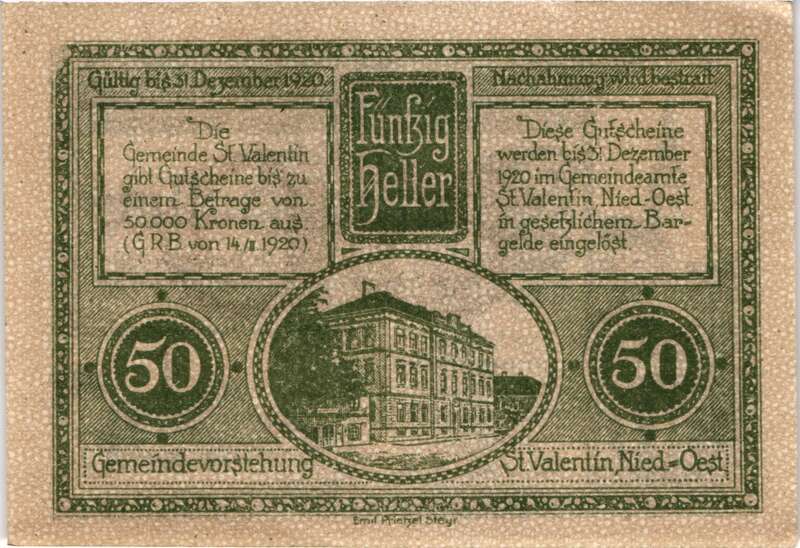 Gültig bis 31 Dezember 1920
Nachahmung wird bestraft
Fünfzig
Heller
Die
Gemeinde St. Valentin
gibt Gutscheine bis zu
einem Betrage von
50.000 Kronen aus
(G.R.B von 14./II. 1920)
Diese Gutscheine
werden bis 31. Dezember
1920 im Gemeindeamte
St. Valentin, Nied-Oest.
in gesetzlichem Bar-
gelde eingelöst.
50
50
Gemeindevorstehung
St. Valentin, Nied-Oest
Emil Prietzel Steyr